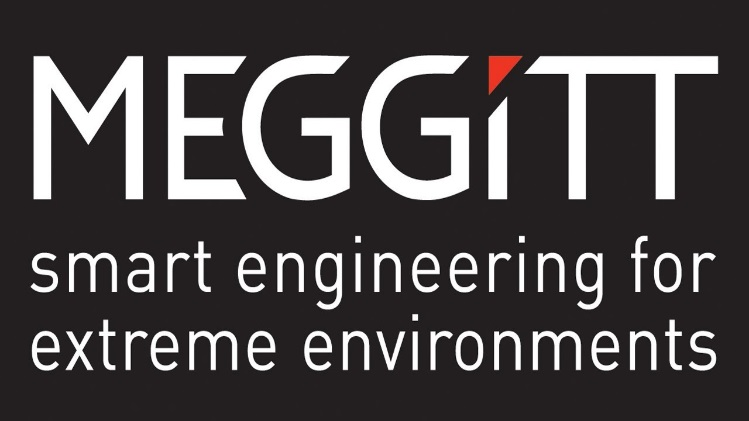 MEGGITT
smart engineering for
extreme environments